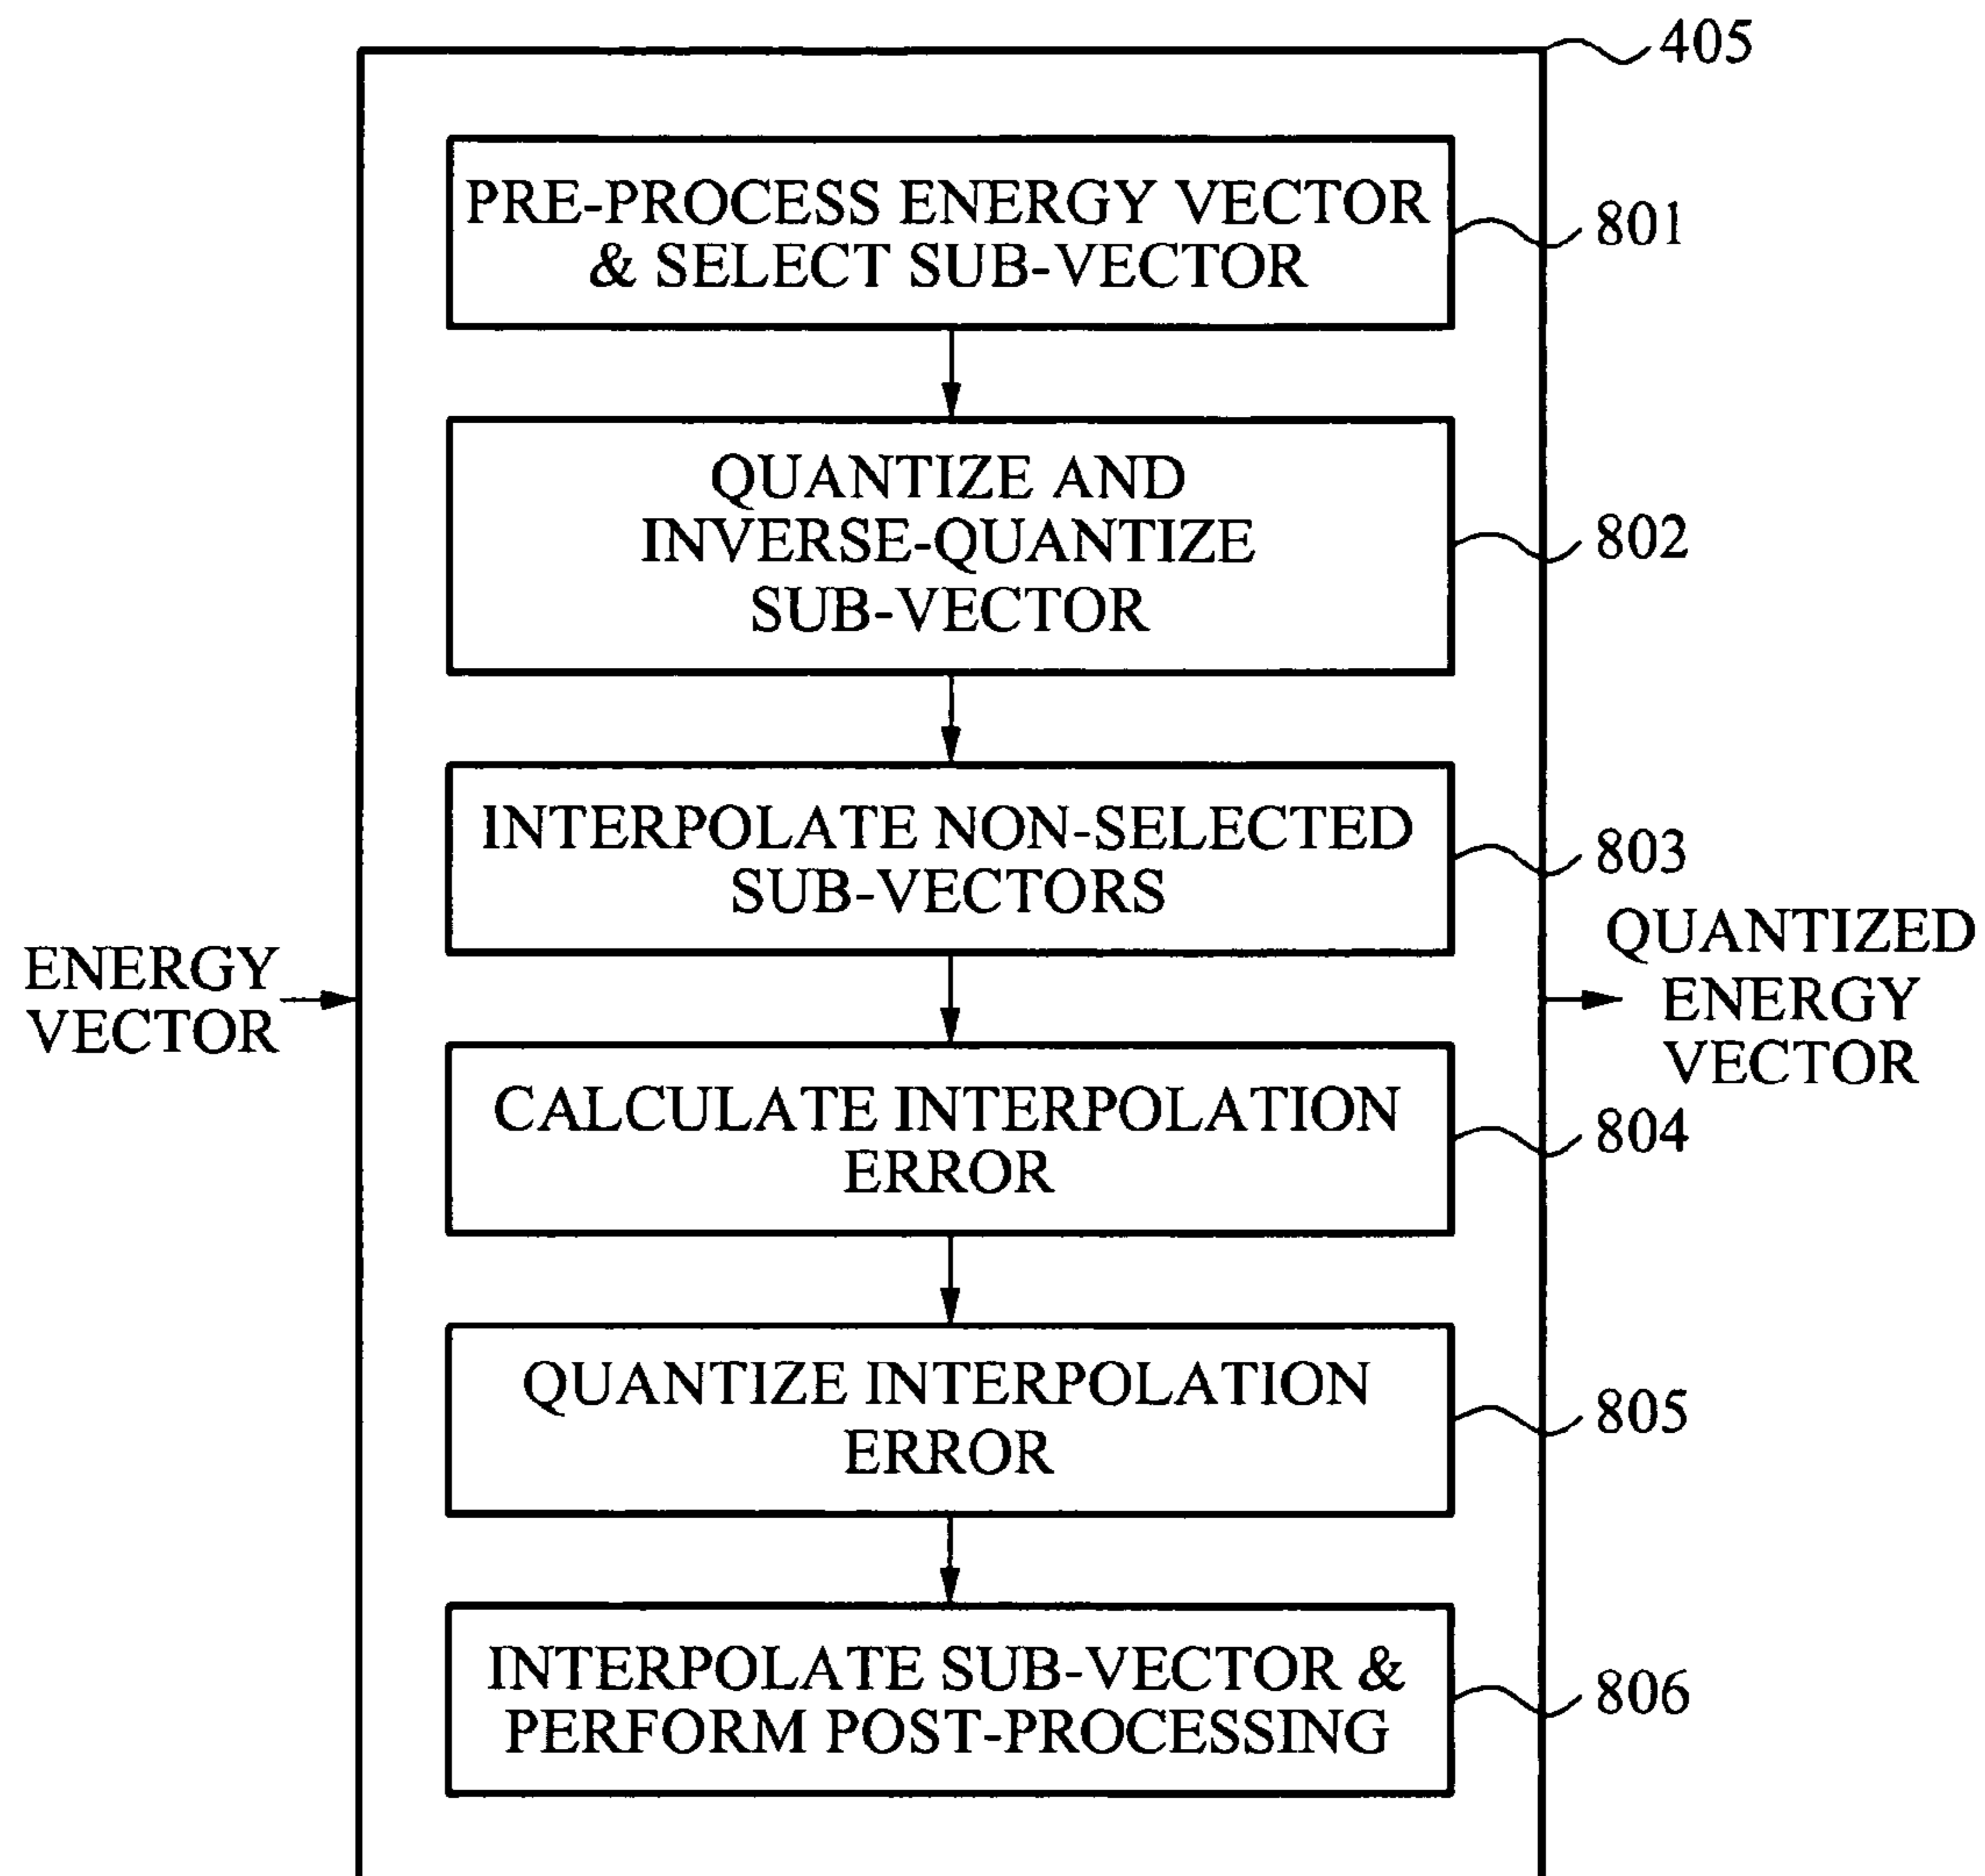 405
PRE-PROCESS ENERGY VECTOR
& SELECT SUB-VECTOR
801
QUANTIZE AND
INVERSE-QUANTIZE
SUB-VECTOR
802
INTERPOLATE NON-SELECTED
SUB-VECTORS
803
ENERGY
VECTOR
QUANTIZED
ENERGY
VECTOR
CALCULATE INTERPOLATION
ERROR
804
QUANTIZE INTERPOLATION
ERROR
805
INTERPOLATE SUB-VECTOR &
PERFORM POST-PROCESSING
806